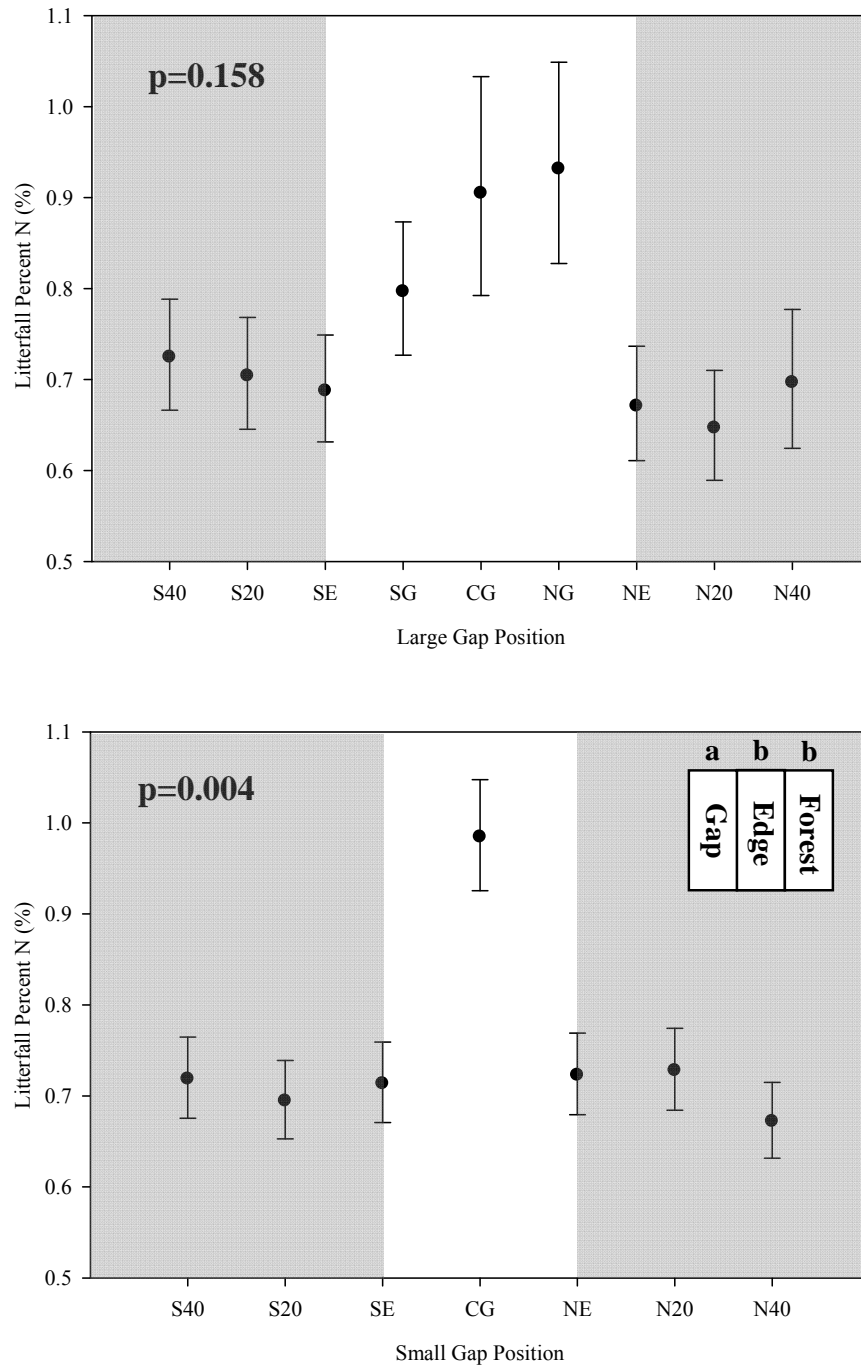 1.1
p=0.158
1.0
0.9
0.8
0.7
0.6
0.5
Litterfall Percent N (%)
S40 S20 SE SG CG NG NE N20 N40
Large Gap Position
1.1
a b b
p=0.004
Gap
Edge
Forest
1.0
0.9
0.8
0.7
0.6
0.5
Litterfall Percent N (%)
S40 S20 SE CG NE N20 N40
Small Gap Position